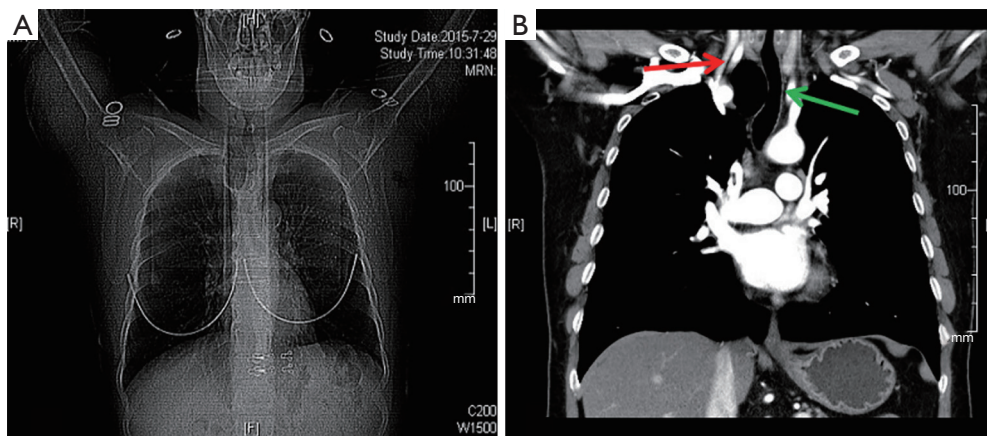 A
[H]
Study Date:2015-7-29
Study Time:10:31:48
MRN:
100
[R]
[L]
mm
C200
W1500
[F]
B
100
[R]
mm